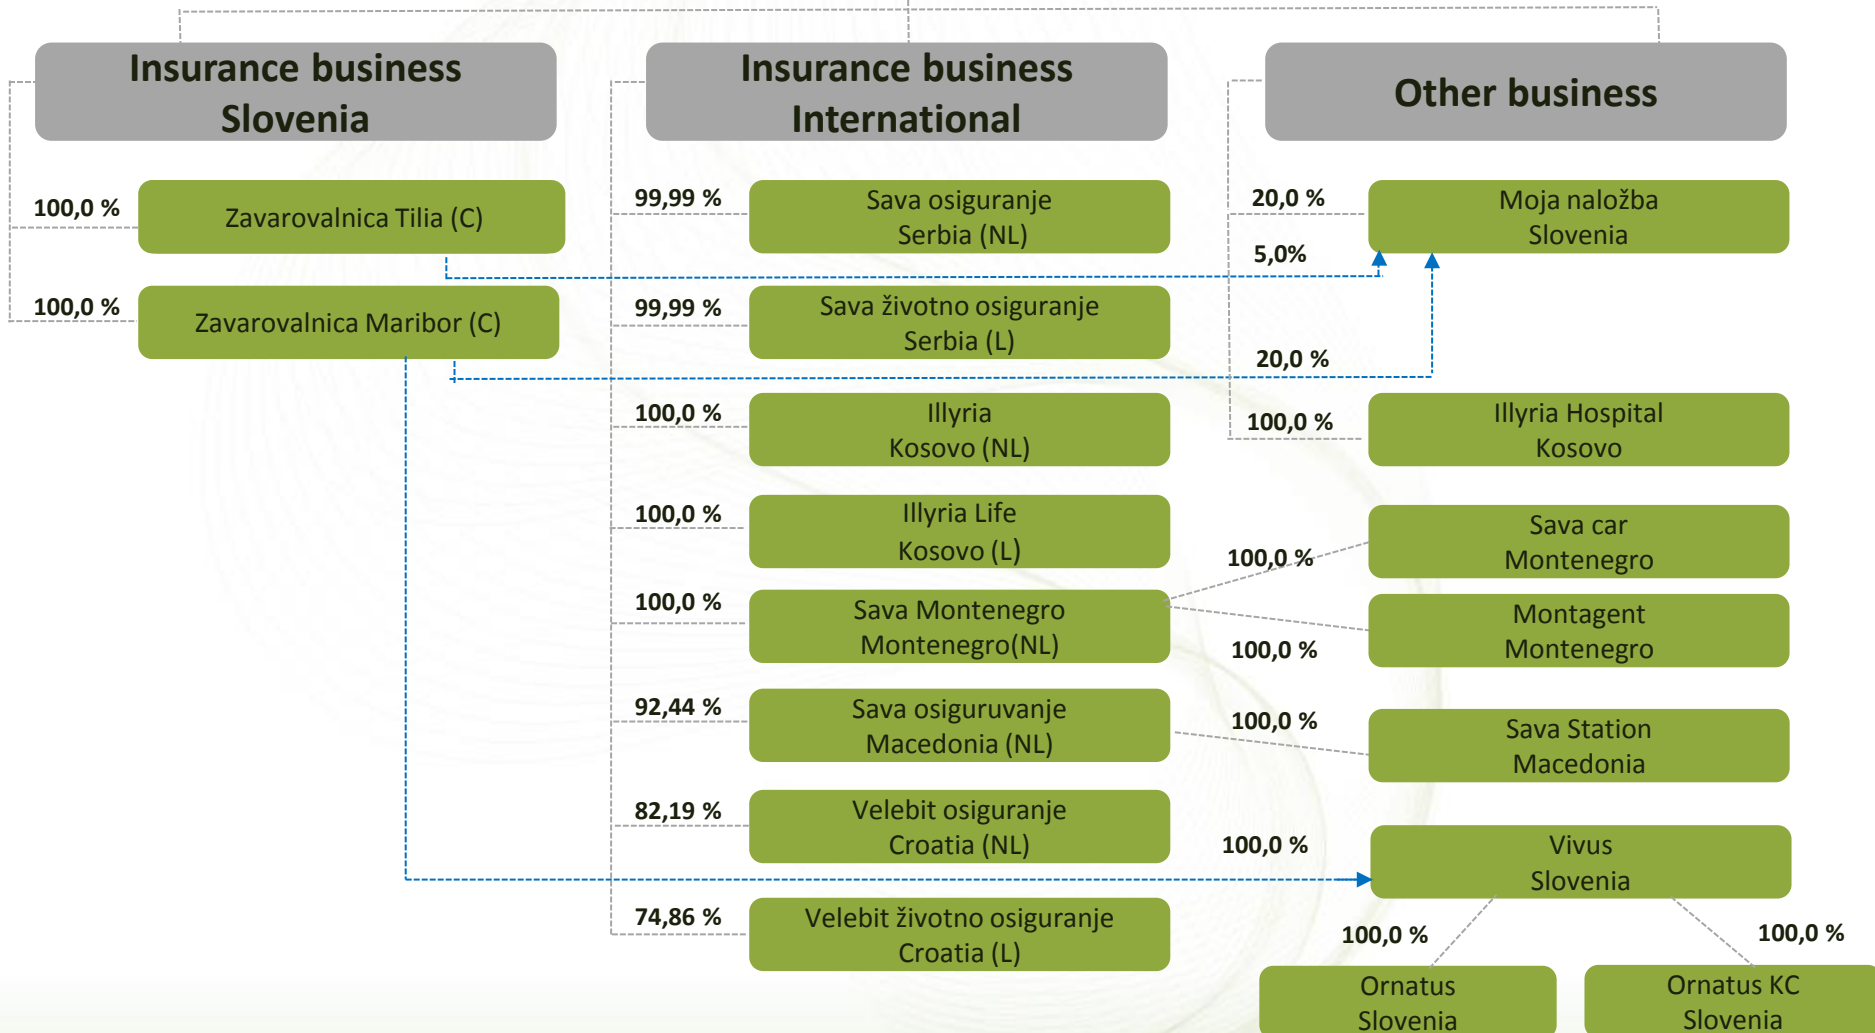 Insurance business
Slovenia
100,0 %
Zavarovalnica Tilia (C)
100,0 %
Zavarovalnica Maribor (C)
Insurance business
International
99,99 %
Sava osiguranje
Serbia (NL)
99,99 %
Sava životno osiguranje
Serbia (L)
100,0 %
Illyria
Kosovo (NL)
100,0 %
Illyria Life
Kosovo (L)
100,0 %
Sava Montenegro
Montenegro(NL)
92,44 %
Sava osiguruvanje
Macedonia (NL)
82,19 %
Velebit osiguranje
Croatia (NL)
74,86 %
Velebit životno osiguranje
Croatia (L)
Other business
20,0 %
Moja naložba
Slovenia
5,0%
20,0 %
100,0 %
Illyria Hospital
Kosovo
100,0 %
Sava car
Montenegro
100,0 %
Montagent
Montenegro
100,0 %
Sava Station
Macedonia
100,0 %
Vivus
Slovenia
100,0 %
Ornatus
Slovenia
100,0 %
Ornatus KC
Slovenia